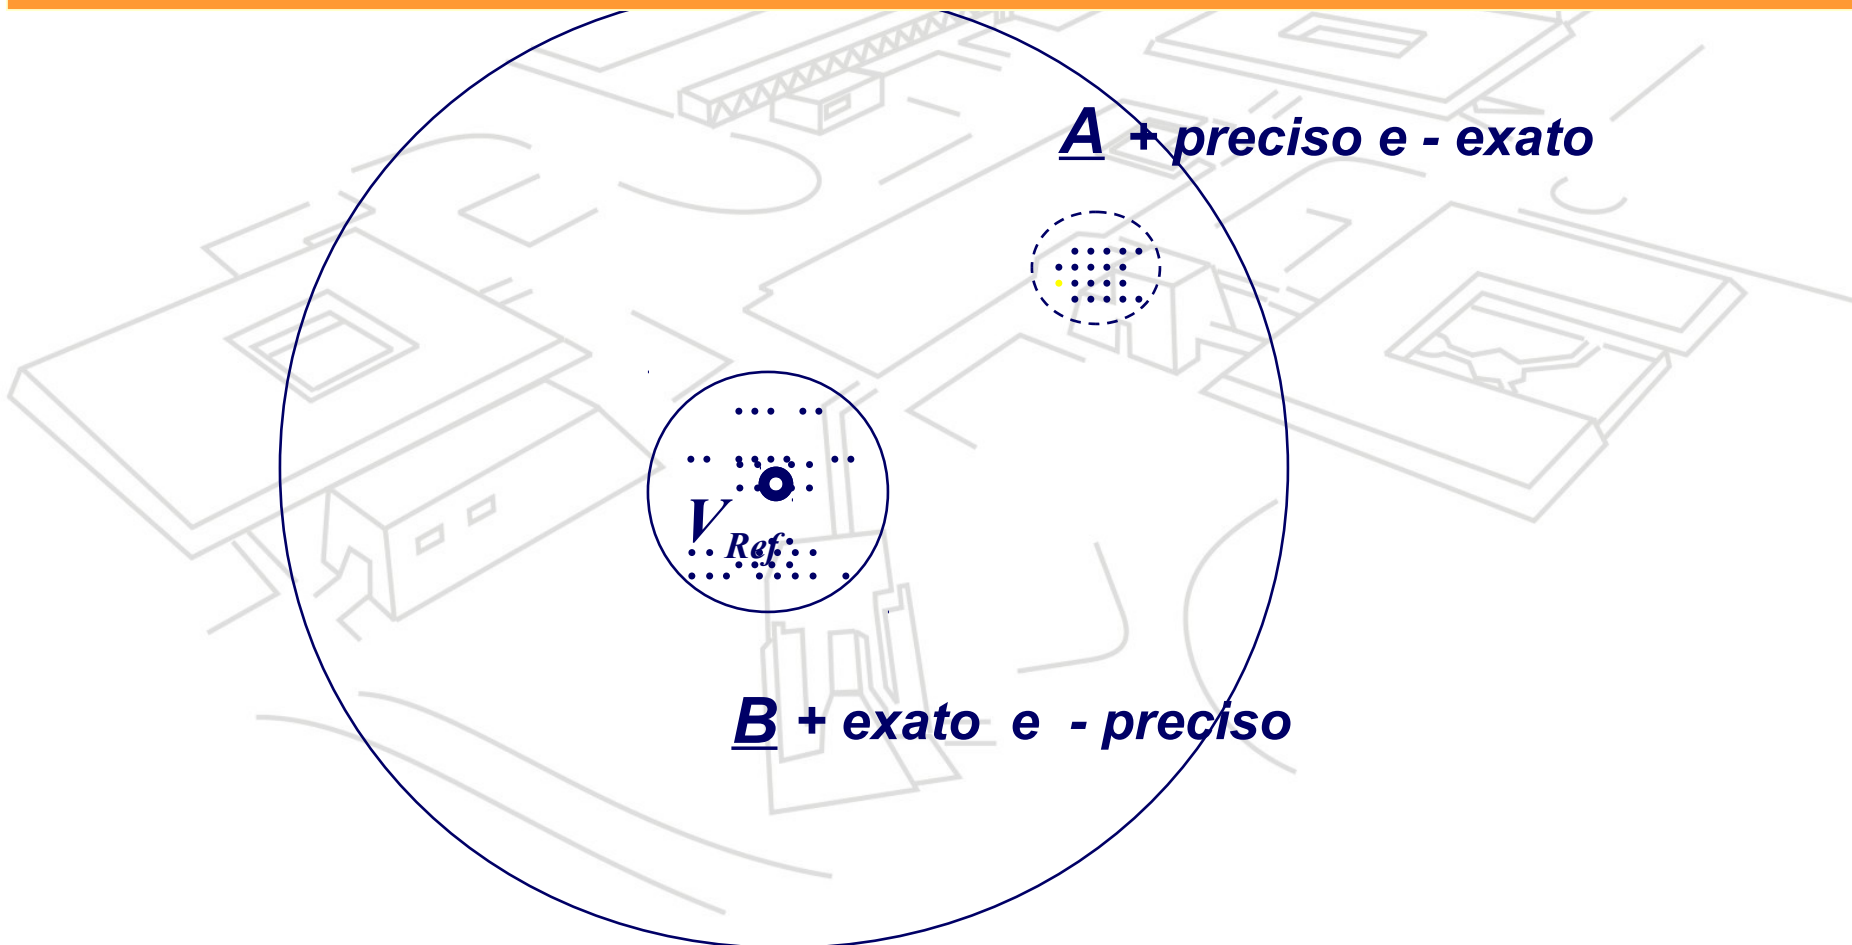 A + preciso e - exato
V Ref
B + exato e - preciso